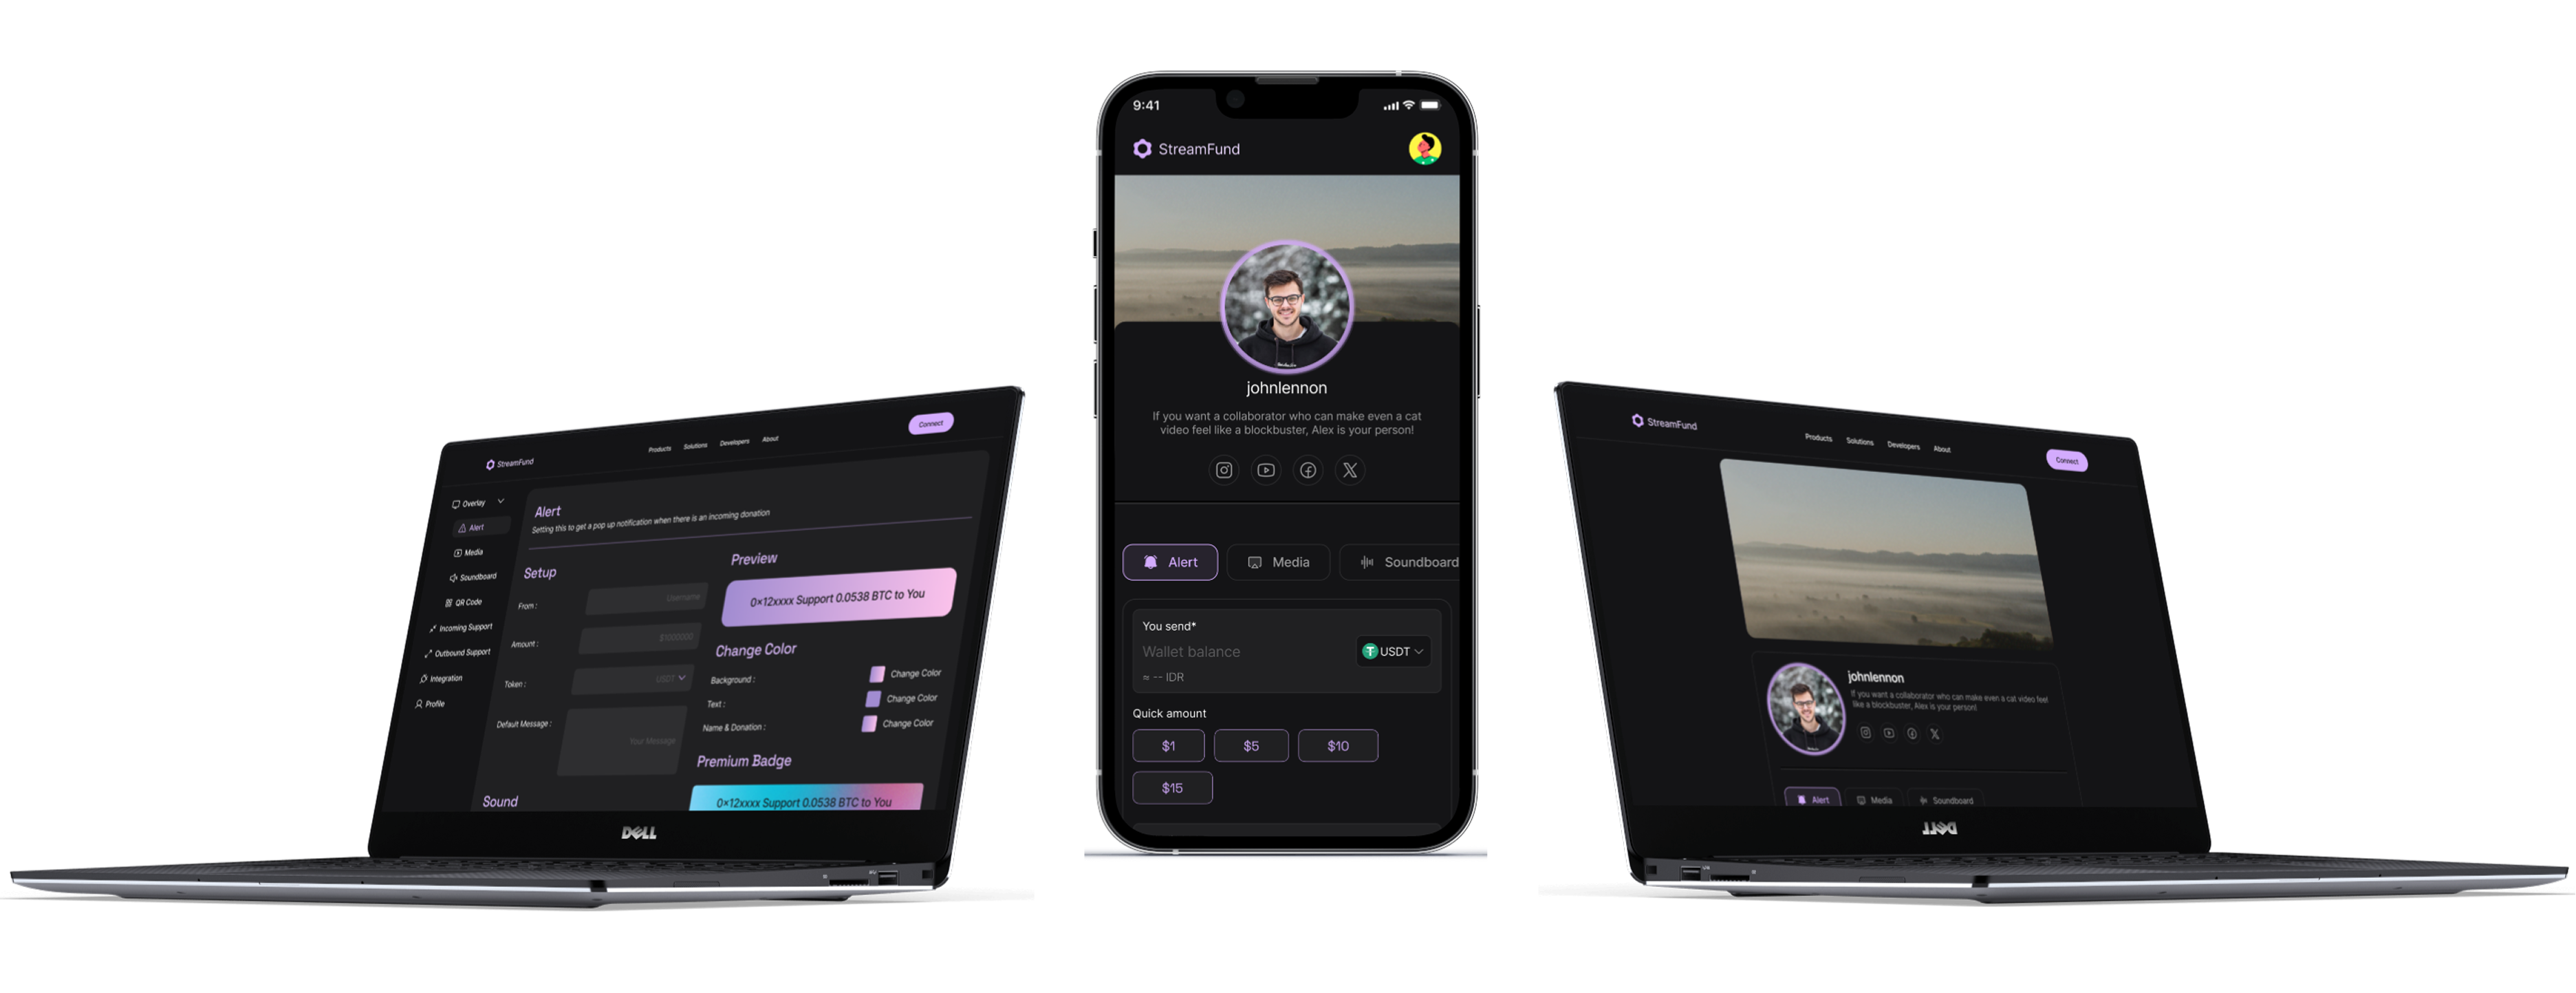 StreamFund
Products
Solutions
Developers
About
Connect
Overlay
Alert
Media
Soundboard
QR Code
Incoming Support
Outbound Support
Integration
Profile
Alert
Setting this to get a pop up notification when there is an incoming donation
Setup
From :
Username
Amount :
$1000000
Token :
USDT
Default Message :
Your Message
Sound
Preview
0×12xxxx Support 0.0538 BTC to You
Change Color
Background :
Change Color
Text :
Change Color
Name & Donation :
Change Color
Premium Badge
0×12xxxx Support 0.0538 BTC to You
DELL
9:41
StreamFund
johnlennon
If you want a collaborator who can make even a cat
video feel like a blockbuster, Alex is your person!
Alert
Media
Soundboard
You send*
Wallet balance
USDT
≈ -- IDR
Quick amount
$1
$5
$10
$15
StreamFund
Products
Solutions
Developers
About
Connect
johnlennon
If you want a collaborator who can make even a cat video feel
like a blockbuster, Alex is your person!
Alert
Media
Soundboard
DELL